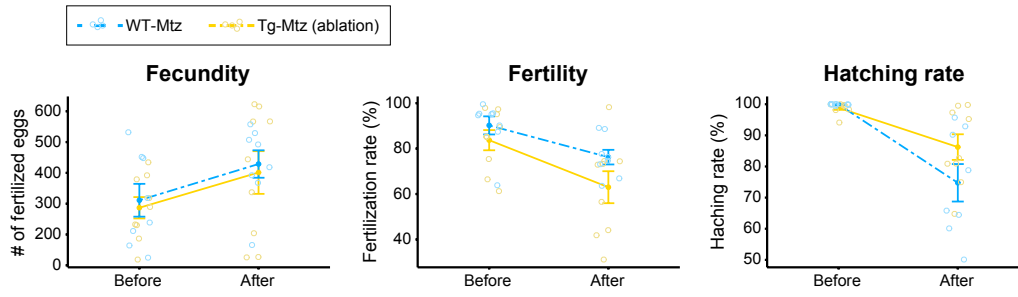 WT-Mtz Tg-Mtz (ablation)
Fecundity
# of fertilized eggs
600
500
400
300
200
100
0
Before After
Fertility
Fertilization rate (%)
100
80
60
40
Before After
Hatching rate
Haching rate (%)
100
90
80
70
60
50
Before After